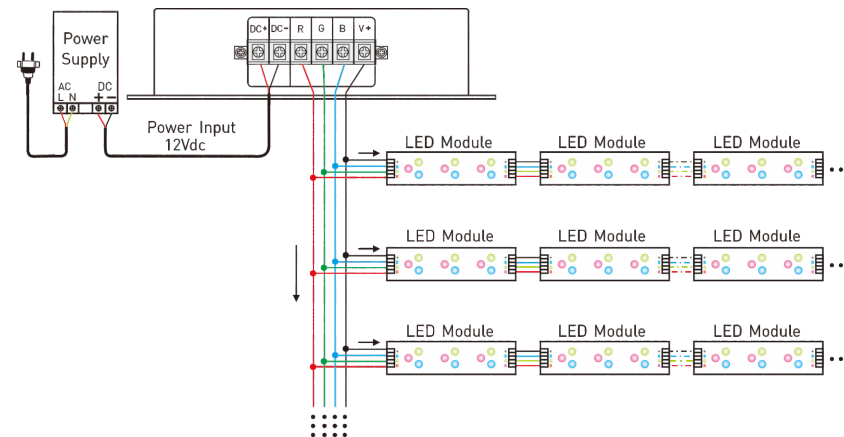 Power
Supply
AC DC
L N + −
DC+ DC- R G B V+
Power Input
12Vdc
LED Module LED Module LED Module
LED Module LED Module LED Module
LED Module LED Module LED Module